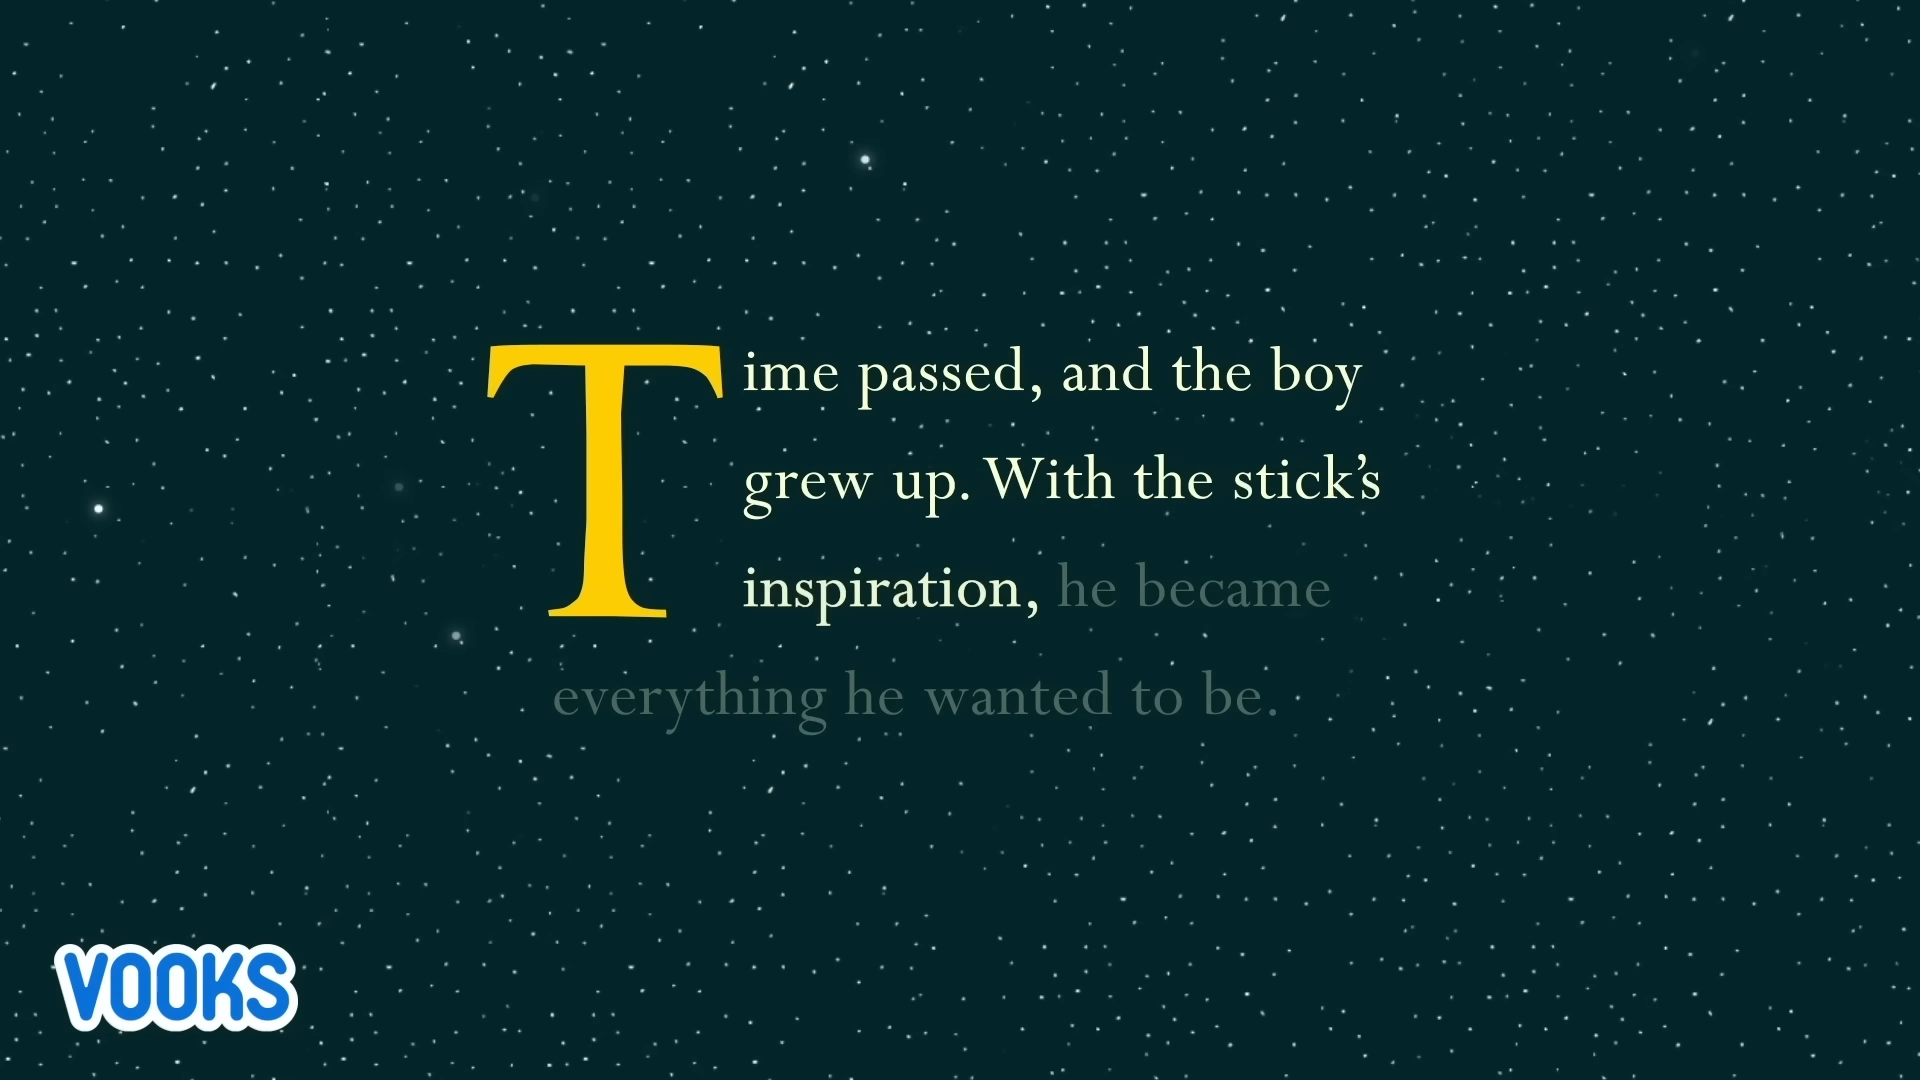 Time passed, and the boy
grew up. With the stick’s
inspiration, he became
everything he wanted to be.
VOOKS